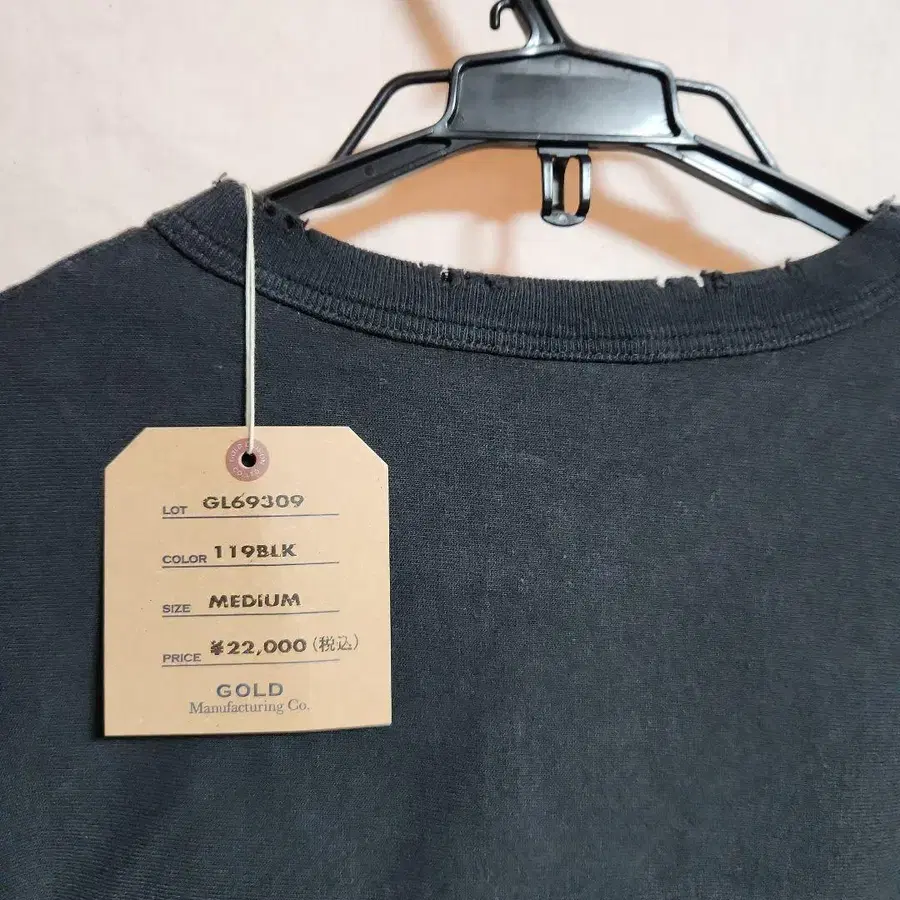 LOT GL69309
COLOR 119BLK
SIZE MEDIUM
PRICE ¥22,000(税込)
GOLD
Manufacturing Co.